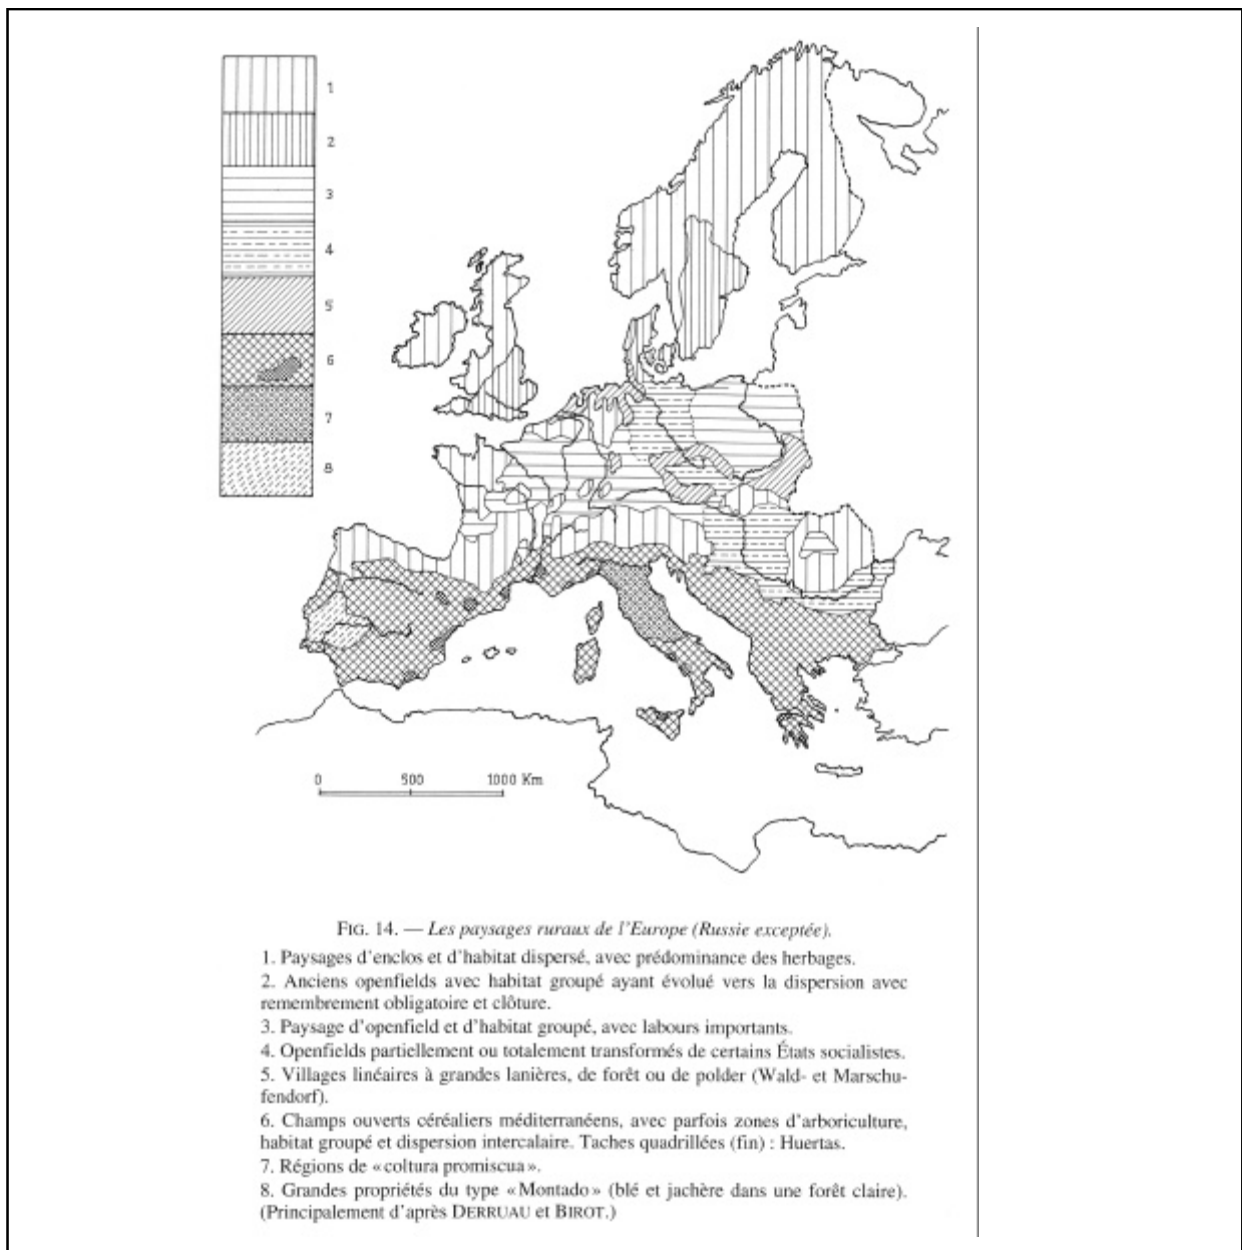 1
2
3
4
5
6
7
8
0 500 1000 Km
FIG. 14. — Les paysages ruraux de l'Europe (Russie exceptée).
1. Paysages d'enclos et d'habitat dispersé, avec prédominance des herbages.
2. Anciens openfields avec habitat groupé ayant évolué vers la dispersion avec
remembrement obligatoire et clôture.
3. Paysage d'openfield et d'habitat groupé, avec labours importants.
4. Openfields partiellement ou totalement transformés de certains États socialistes.
5. Villages linéaires à grandes lanières, de forêt ou de polder (Wald- et Marschu-
fendorf).
6. Champs ouverts céréaliers méditerranéens, avec parfois zones d'arboriculture,
habitat groupé et dispersion intercalaire. Taches quadrillées (fin) : Huertas.
7. Régions de « coltura promiscua ».
8. Grandes propriétés du type « Montado » (blé et jachère dans une forêt claire).
(Principalement d'après DERRUAU et BIROT.)